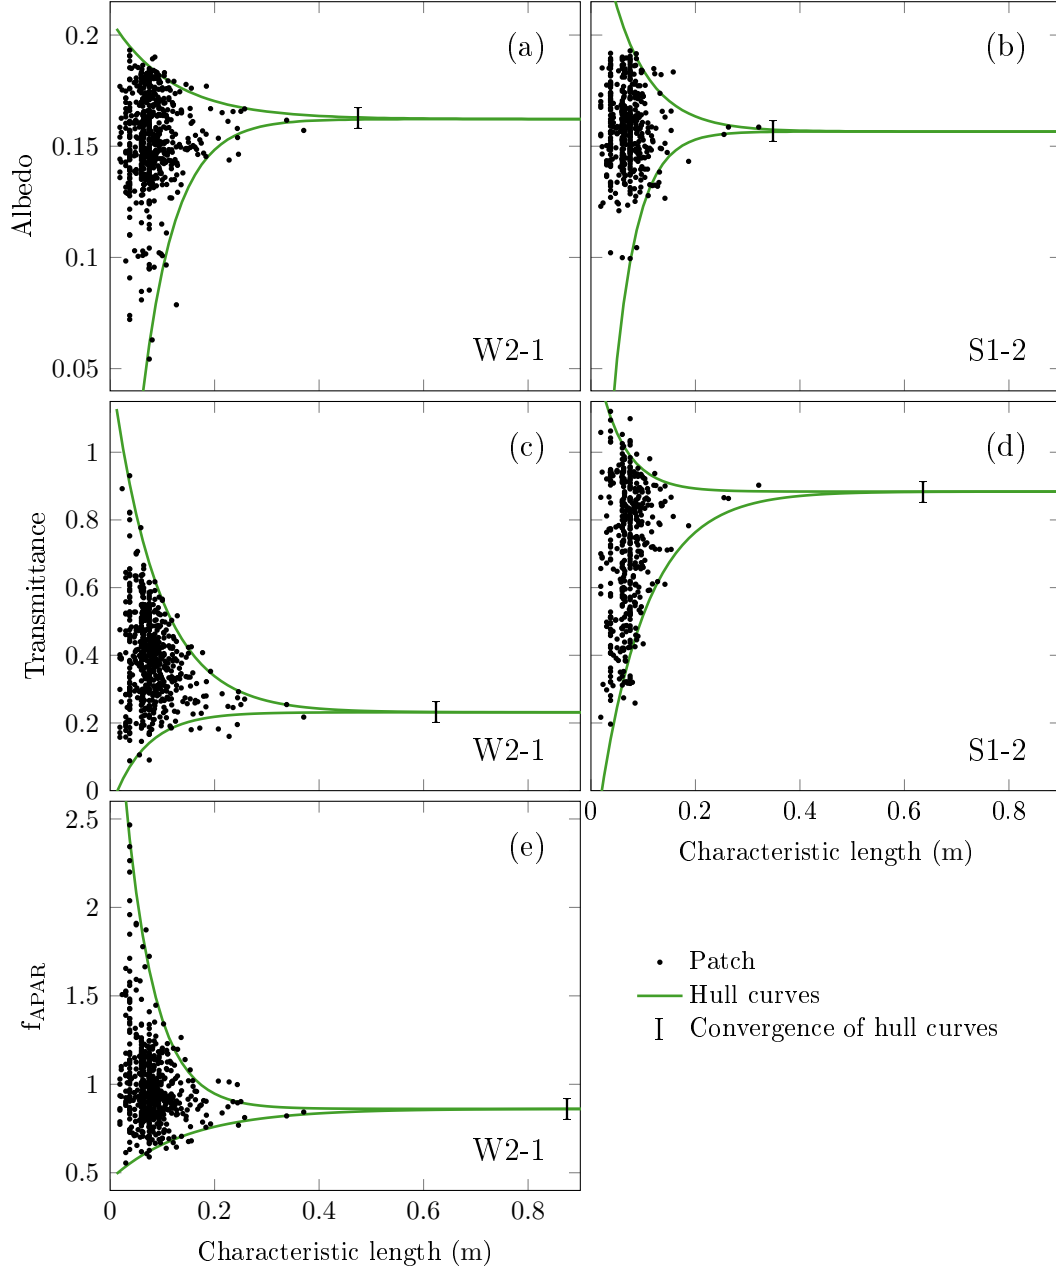 0.2
0.15
0.1
0.05
Albedo
(a)
W2-1
(b)
S1-2
1
0.8
0.6
0.4
0.2
0
Transmittance
(c)
W2-1
(d)
S1-2
0 0.2 0.4 0.6 0.8
Characteristic length (m)
2.5
2
1.5
1
0.5
fAPAR
(e)
W2-1
0 0.2 0.4 0.6 0.8
Characteristic length (m)
Patch
Hull curves
Convergence of hull curves